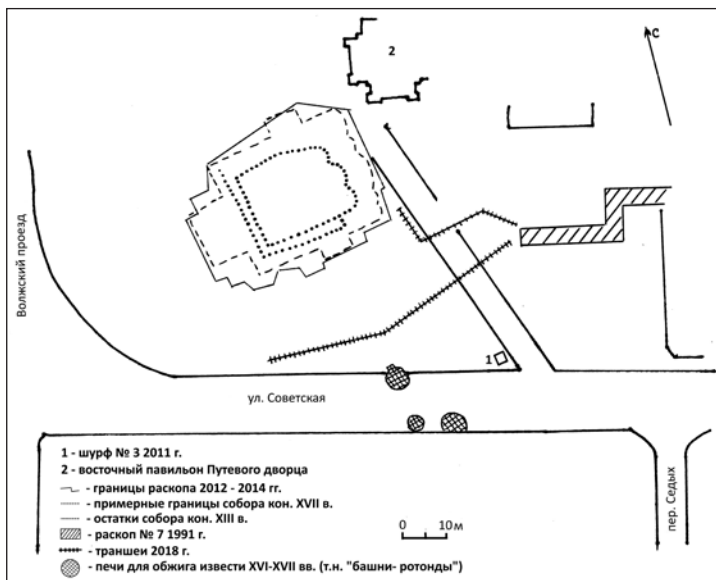 2
С
Волжский проезд
1
ул. Советская
пер. Седых
1 - шурф № 3 2011 г.
2 - восточный павильон Путевого дворца
- границы раскопа 2012 - 2014 гг.
- примерные границы собора кон. XVII в.
- остатки собора кон. XIII в.
- раскоп № 7 1991 г.
- траншеи 2018 г.
- печи для обжига извести XVI-XVII вв. (т.н. "башни- ротонды")
0 10м